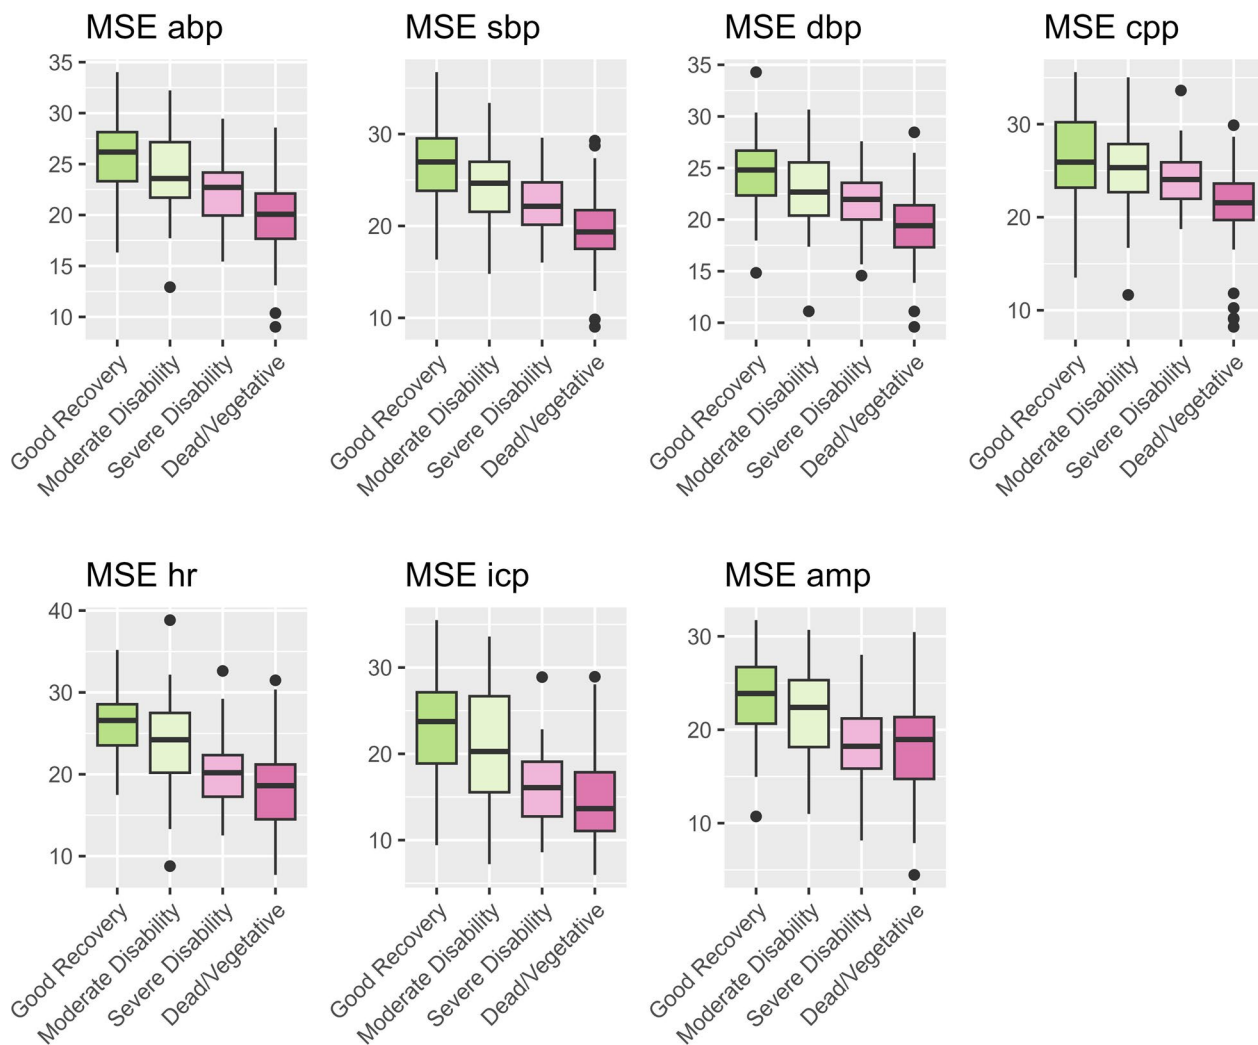 MSE abp
MSE sbp
MSE dbp
MSE cpp
35
30
25
20
15
10
30
20
10
35
30
25
20
15
10
30
20
10
Good Recovery
Moderate Disability
Severe Disability
Dead/Vegetative
Good Recovery
Moderate Disability
Severe Disability
Dead/Vegetative
Good Recovery
Moderate Disability
Severe Disability
Dead/Vegetative
Good Recovery
Moderate Disability
Severe Disability
Dead/Vegetative
MSE hr
MSE icp
MSE amp
40
30
20
10
30
20
10
30
20
10
Good Recovery
Moderate Disability
Severe Disability
Dead/Vegetative
Good Recovery
Moderate Disability
Severe Disability
Dead/Vegetative
Good Recovery
Moderate Disability
Severe Disability
Dead/Vegetative